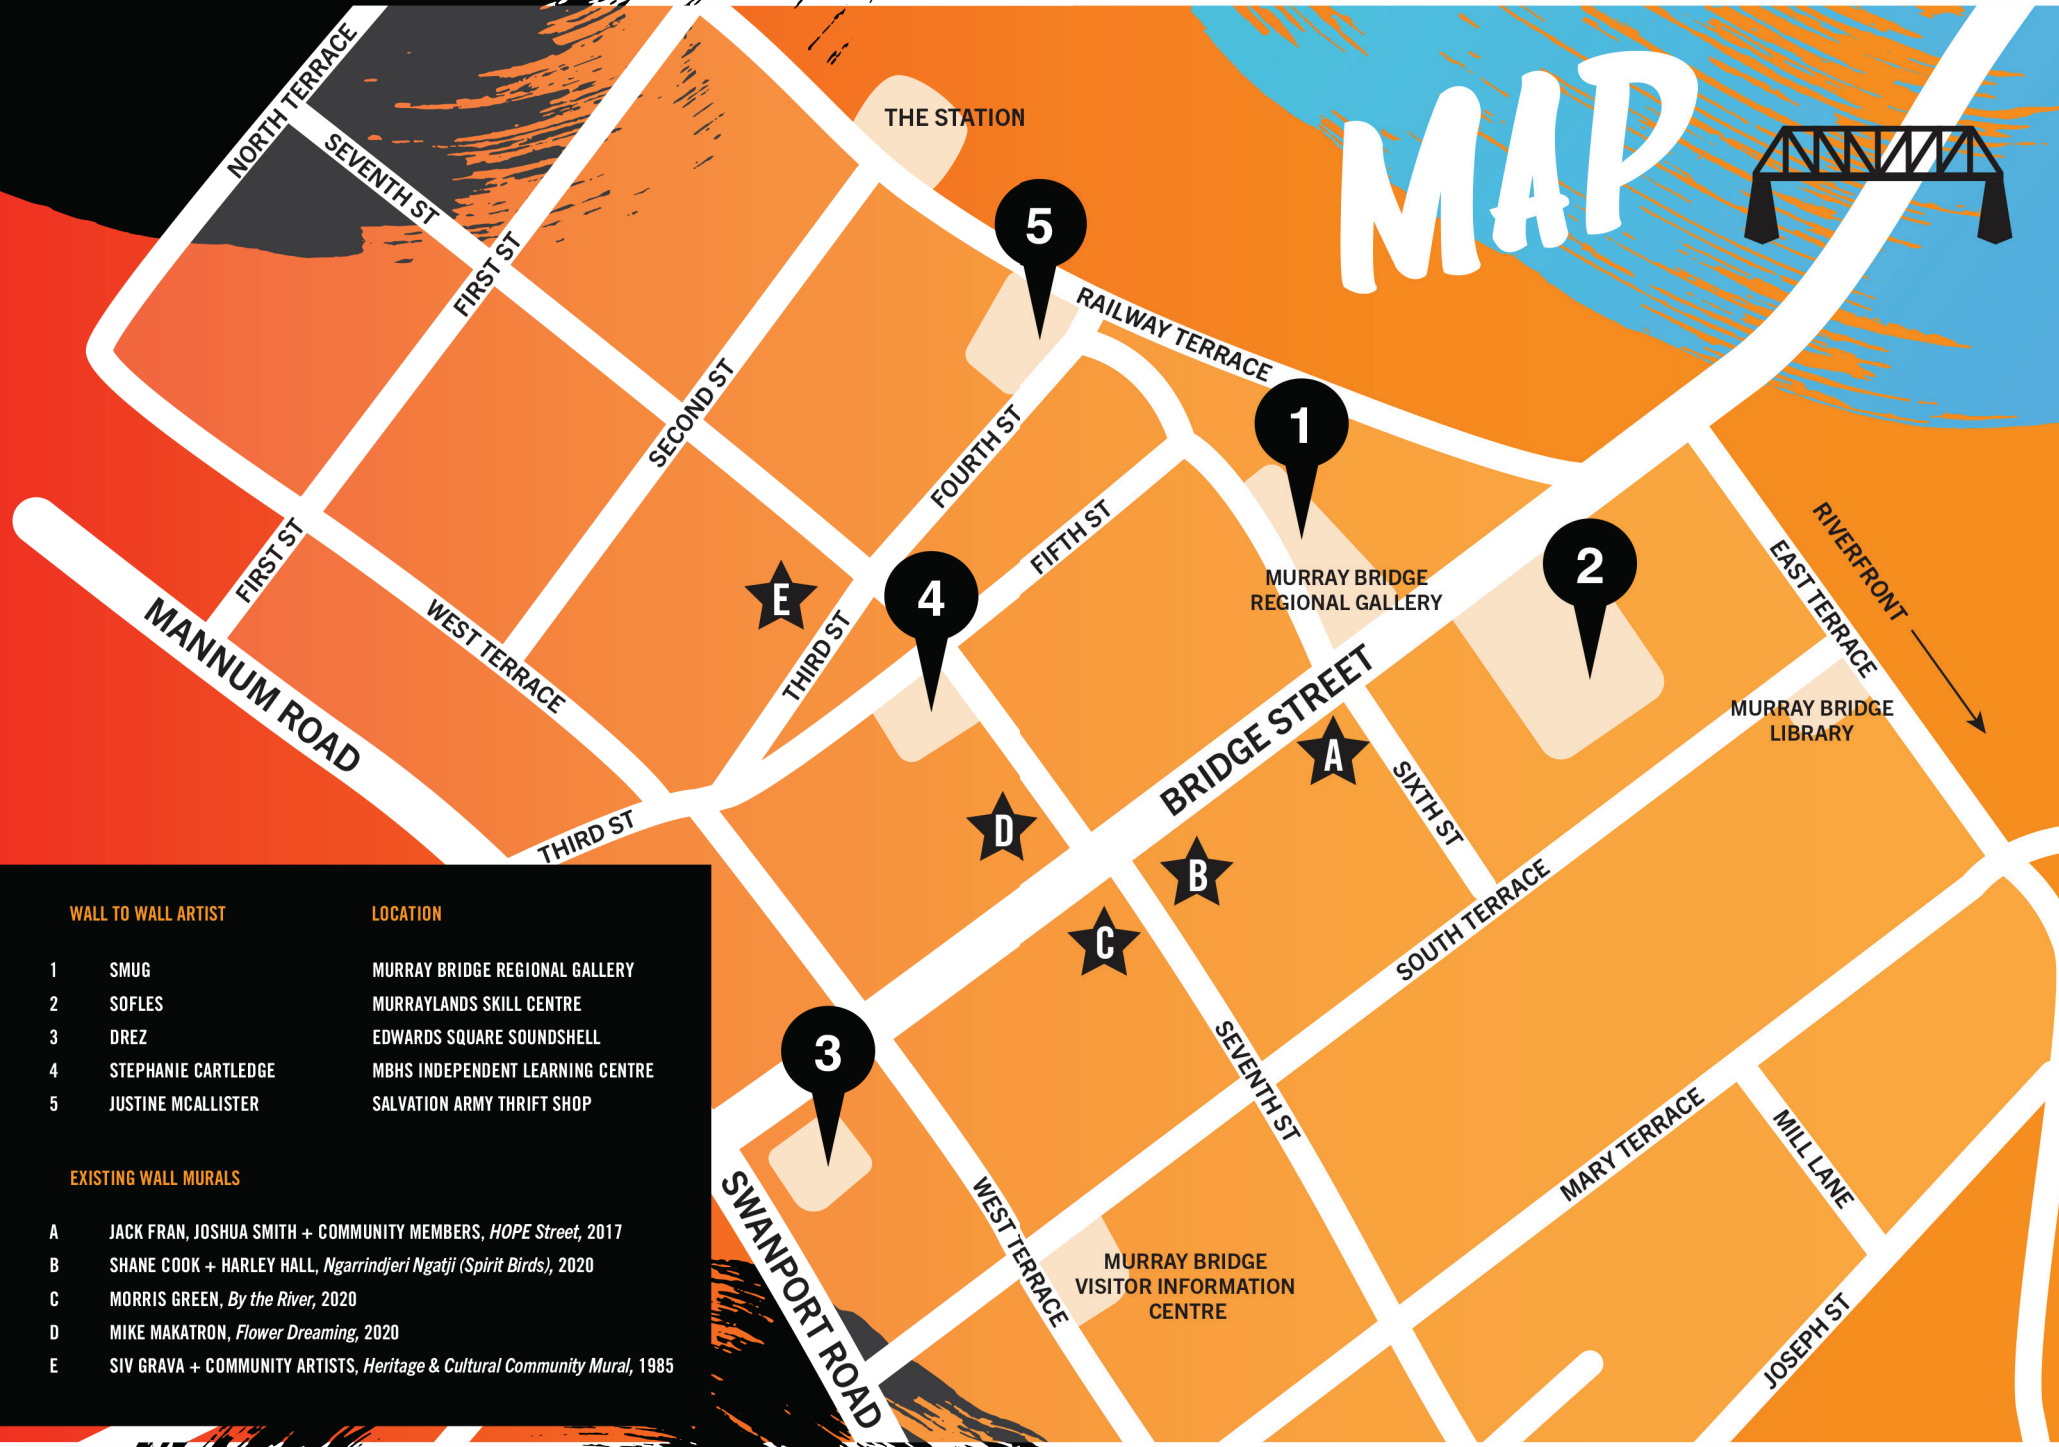 MAP
NORTH TERRACE
SEVENTH ST
FIRST ST
THE STATION
5
RAILWAY TERRACE
SECOND ST
FOURTH ST
1
FIFTH ST
MURRAY BRIDGE
REGIONAL GALLERY
2
RIVERFRONT
EAST TERRACE
FIRST ST
E
4
MANNUM ROAD
WEST TERRACE
THIRD ST
BRIDGE STREET
A
MURRAY BRIDGE
LIBRARY
SIXTH ST
THIRD ST
D
B
C
SOUTH TERRACE
3
SEVENTH ST
MARY TERRACE
MILL LANE
SWANPORT ROAD
WEST TERRACE
MURRAY BRIDGE
VISITOR INFORMATION
CENTRE
JOSEPH ST
WALL TO WALL ARTIST LOCATION
1 SMUG MURRAY BRIDGE REGIONAL GALLERY
2 SOFLES MURRAYLANDS SKILL CENTRE
3 DREZ EDWARDS SQUARE SOUNDSHELL
4 STEPHANIE CARTLEDGE MBHS INDEPENDENT LEARNING CENTRE
5 JUSTINE MCALLISTER SALVATION ARMY THRIFT SHOP
EXISTING WALL MURALS
A JACK FRAN, JOSHUA SMITH + COMMUNITY MEMBERS, HOPE Street, 2017
B SHANE COOK + HARLEY HALL, Ngarrindjeri Ngatji (Spirit Birds), 2020
C MORRIS GREEN, By the River, 2020
D MIKE MAKATRON, Flower Dreaming, 2020
E SIV GRAVA + COMMUNITY ARTISTS, Heritage & Cultural Community Mural, 1985